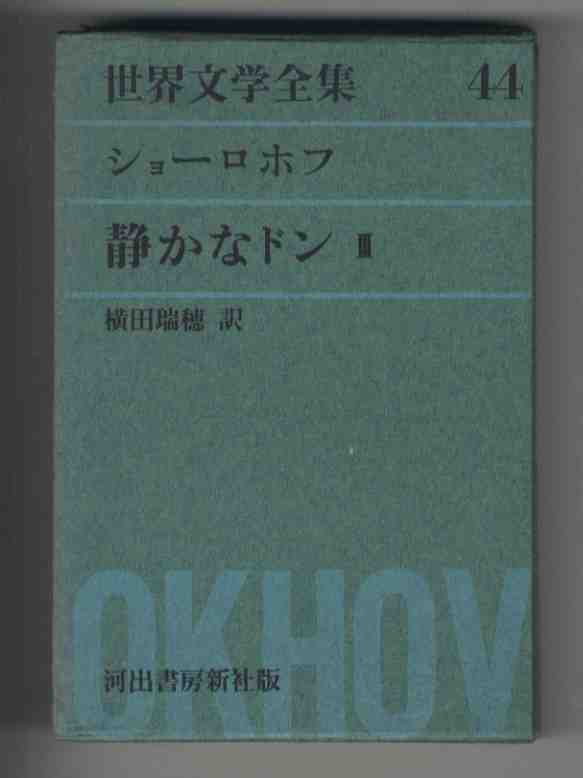 世界文学全集 44
ショーロホフ
静かなドン III
横田瑞穂 訳
OKHOV
河出書房新社版